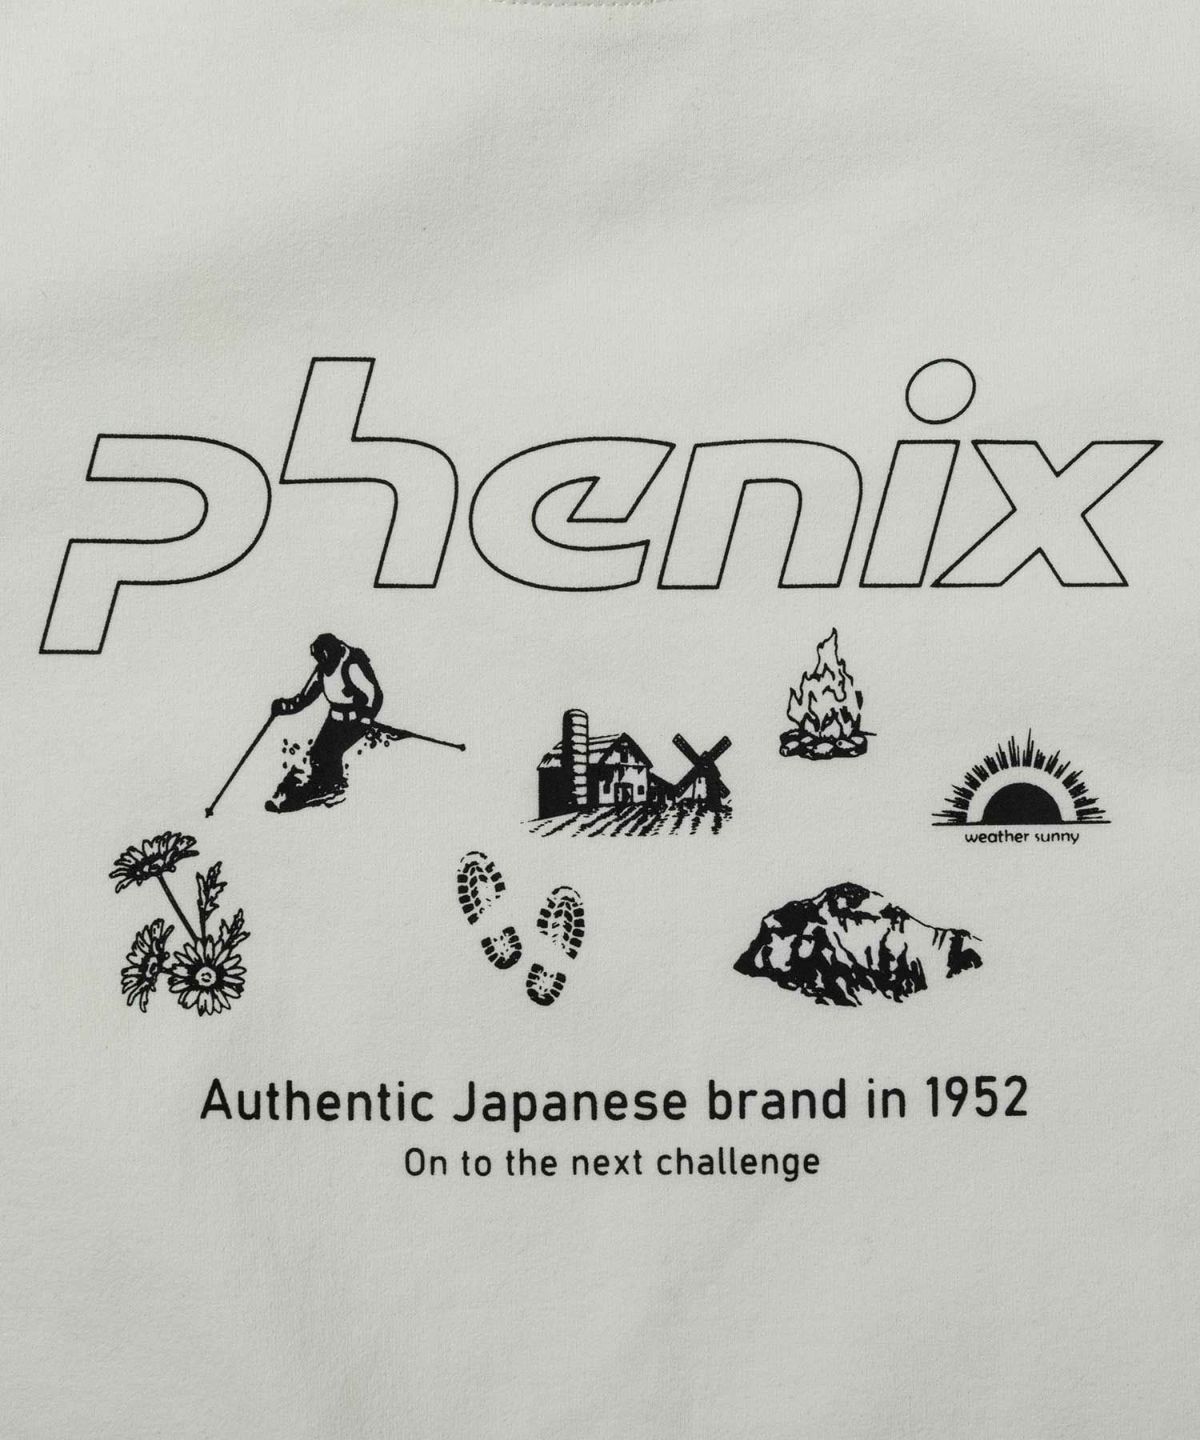 phenix
weather sunny
Authentic Japanese brand in 1952
On to the next challenge